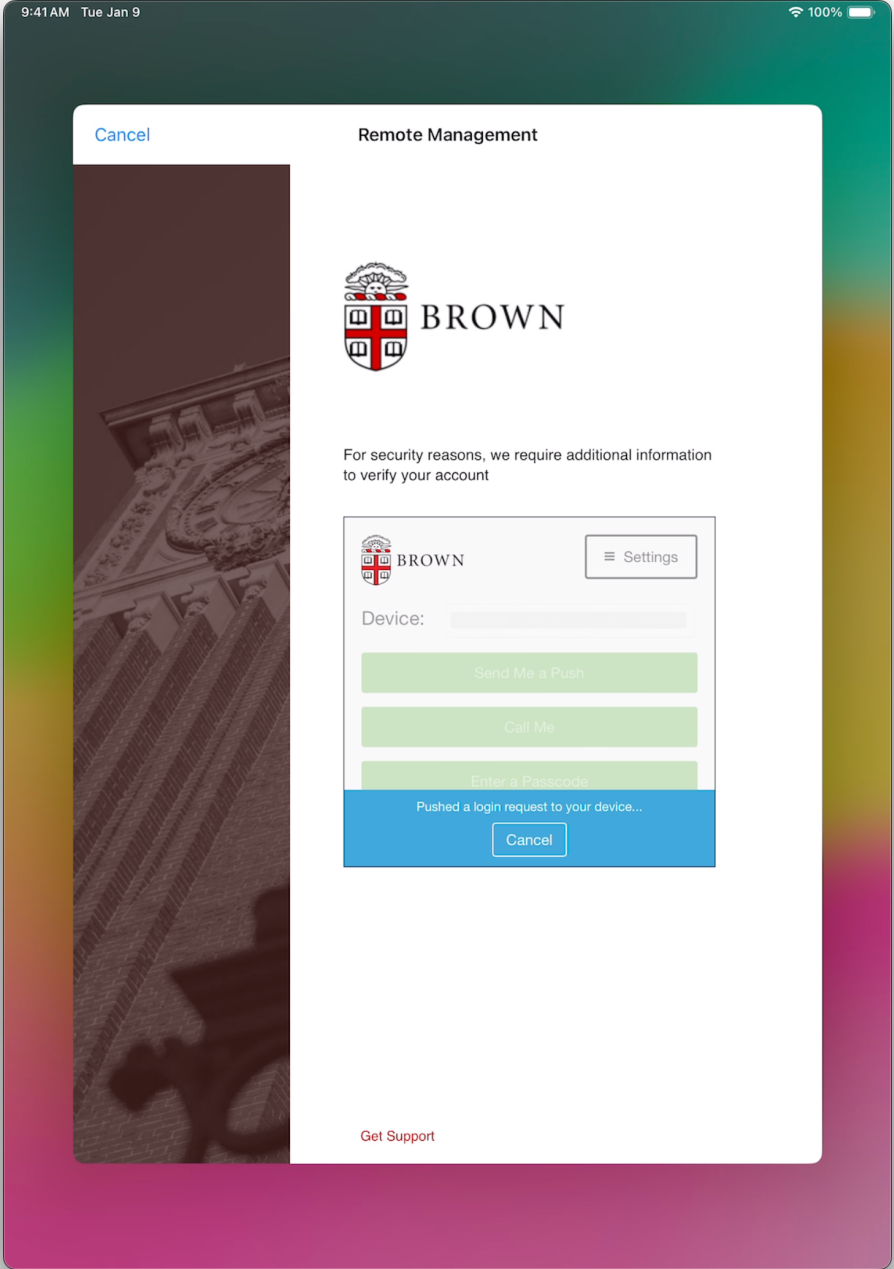 9:41 AM Tue Jan 9
100%
Cancel
Remote Management
BROWN
For security reasons, we require additional information
to verify your account
BROWN
≡ Settings
Device:
Send Me a Push
Call Me
Enter a Passcode
Pushed a login request to your device...
Cancel
Get Support